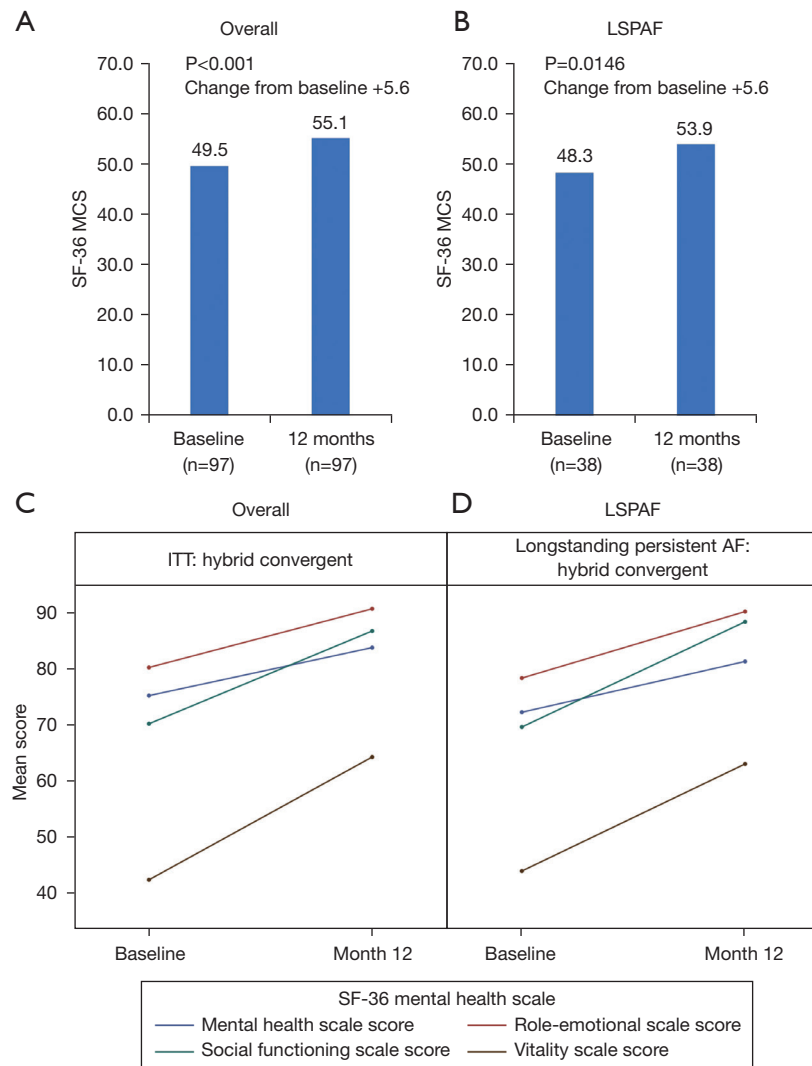 A
Overall
P<0.001
Change from baseline +5.6
SF-36 MCS
70.0
60.0
50.0
40.0
30.0
20.0
10.0
0.0
49.5
55.1
Baseline
(n=97)
12 months
(n=97)
B
LSPAF
P=0.0146
Change from baseline +5.6
SF-36 MCS
70.0
60.0
50.0
40.0
30.0
20.0
10.0
0.0
48.3
53.9
Baseline
(n=38)
12 months
(n=38)
C
Overall
ITT: hybrid convergent
Mean score
90
80
70
60
50
40
Baseline
Month 12
D
LSPAF
Longstanding persistent AF:
hybrid convergent
Baseline
Month 12
SF-36 mental health scale
Mental health scale score
Role-emotional scale score
Social functioning scale score
Vitality scale score